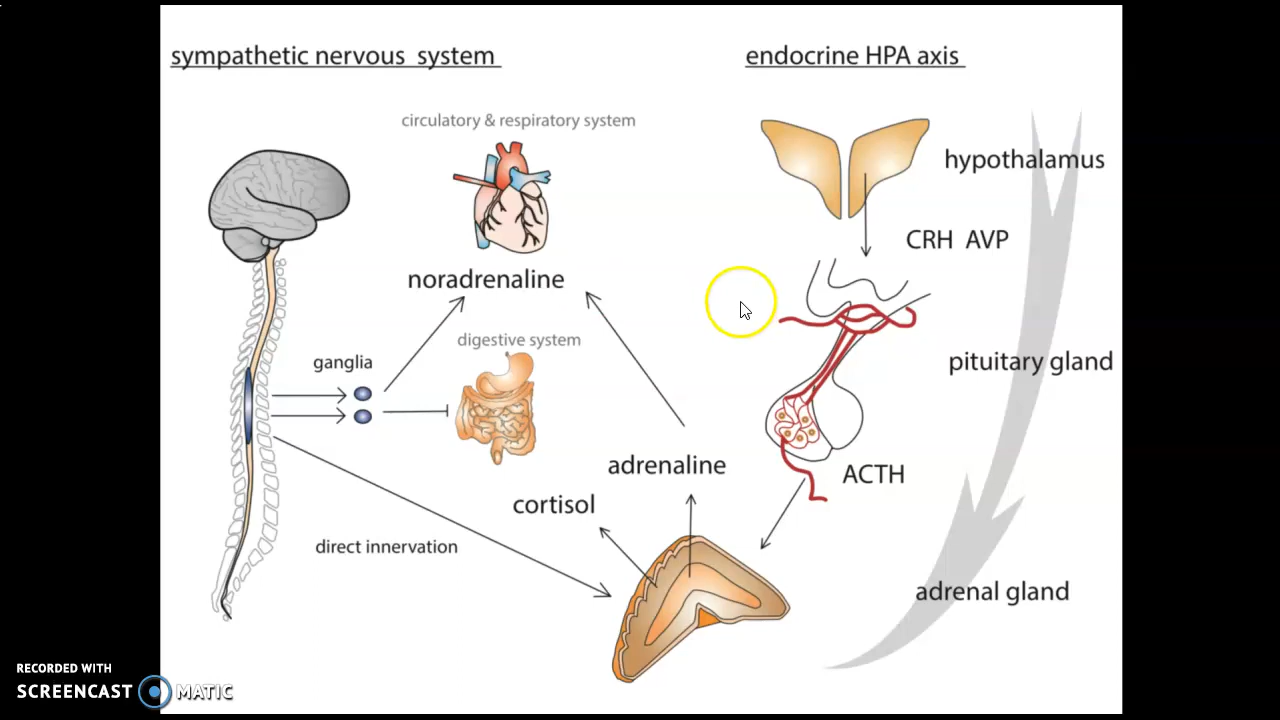 sympathetic nervous system
endocrine HPA axis
circulatory & respiratory system
hypothalamus
CRH AVP
noradrenaline
digestive system
ganglia
pituitary gland
adrenaline
ACTH
cortisol
direct innervation
adrenal gland
RECORDED WITH
SCREENCAST MATIC